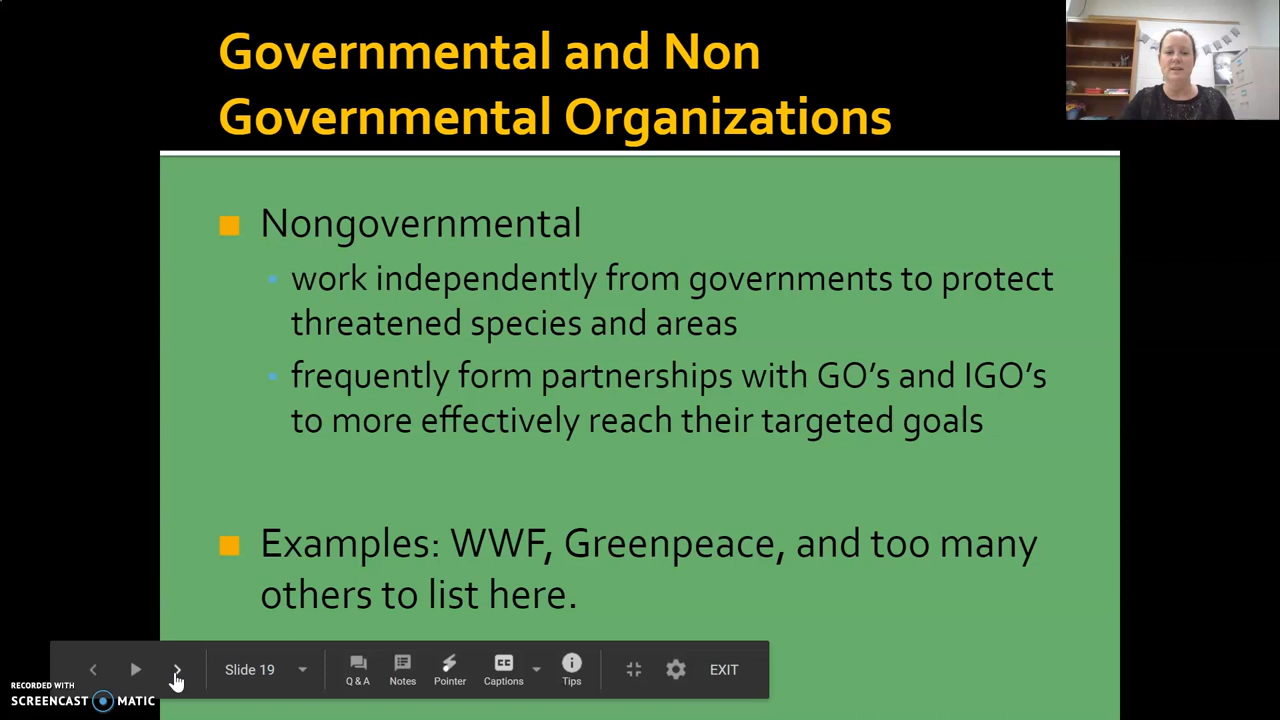 Governmental and Non
Governmental Organizations
Nongovernmental
work independently from governments to protect
threatened species and areas
frequently form partnerships with GO’s and IGO’s
to more effectively reach their targeted goals
Examples: WWF, Greenpeace, and too many
others to list here.
Slide 19
Q & A
Notes
Pointer
CC
Captions
Tips
EXIT
RECORDED WITH
SCREENCAST MATIC